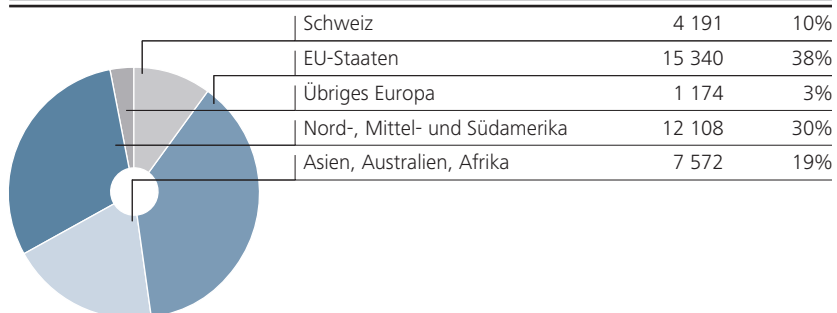 Schweiz 4 191 10%
EU-Staaten 15 340 38%
Übriges Europa 1 174 3%
Nord-, Mittel- und Südamerika 12 108 30%
Asien, Australien, Afrika 7 572 19%